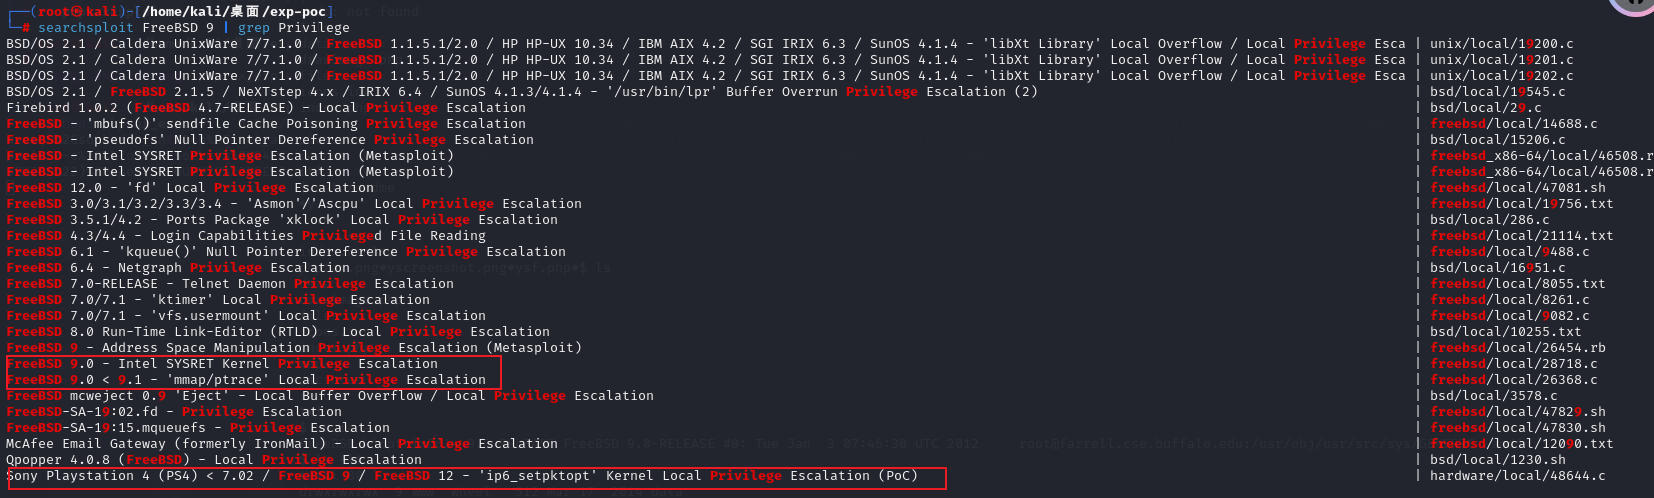 ┌──(root㉿kali)-[/home/kali/桌面/exp-poc]
└─# searchsploit FreeBSD 9 | grep Privilege
BSD/OS 2.1 / Caldera UnixWare 7/7.1.0 / FreeBSD 1.1.5.1/2.0 / HP HP-UX 10.34 / IBM AIX 4.2 / SGI IRIX 6.3 / SunOS 4.1.4 - 'libXt Library' Local Overflow / Local Privilege Esca | unix/local/19200.c
BSD/OS 2.1 / Caldera UnixWare 7/7.1.0 / FreeBSD 1.1.5.1/2.0 / HP HP-UX 10.34 / IBM AIX 4.2 / SGI IRIX 6.3 / SunOS 4.1.4 - 'libXt Library' Local Overflow / Local Privilege Esca | unix/local/19201.c
BSD/OS 2.1 / Caldera UnixWare 7/7.1.0 / FreeBSD 1.1.5.1/2.0 / HP HP-UX 10.34 / IBM AIX 4.2 / SGI IRIX 6.3 / SunOS 4.1.4 - 'libXt Library' Local Overflow / Local Privilege Esca | unix/local/19202.c
BSD/OS 2.1 / FreeBSD 2.1.5 / NeXTstep 4.x / IRIX 6.4 / SunOS 4.1.3/4.1.4 - '/usr/bin/lpr' Buffer Overrun Privilege Escalation (2) | bsd/local/19545.c
Firebird 1.0.2 (FreeBSD 4.7-RELEASE) - Local Privilege Escalation | bsd/local/29.c
FreeBSD - 'mbufs()' sendfile Cache Poisoning Privilege Escalation | freebsd/local/14688.c
FreeBSD - 'pseudofs' Null Pointer Dereference Privilege Escalation | bsd/local/15206.c
FreeBSD - Intel SYSRET Privilege Escalation (Metasploit) | freebsd_x86-64/local/46508.r
FreeBSD - Intel SYSRET Privilege Escalation (Metasploit) | freebsd_x86-64/local/46508.r
FreeBSD 12.0 - 'fd' Local Privilege Escalation | freebsd/local/47081.sh
FreeBSD 3.0/3.1/3.2/3.3/3.4 - 'Asmon'/'Ascpu' Local Privilege Escalation | freebsd/local/19756.txt
FreeBSD 3.5.1/4.2 - Ports Package 'xklock' Local Privilege Escalation | bsd/local/286.c
FreeBSD 4.3/4.4 - Login Capabilities Privileged File Reading | freebsd/local/21114.txt
FreeBSD 6.1 - 'kqueue()' Null Pointer Dereference Privilege Escalation | freebsd/local/9488.c
FreeBSD 6.4 - Netgraph Privilege Escalation | bsd/local/16951.c
FreeBSD 7.0-RELEASE - Telnet Daemon Privilege Escalation | freebsd/local/8055.txt
FreeBSD 7.0/7.1 - 'ktimer' Local Privilege Escalation | freebsd/local/8261.c
FreeBSD 7.0/7.1 - 'vfs.usermount' Local Privilege Escalation | freebsd/local/9082.c
FreeBSD 8.0 Run-Time Link-Editor (RTLD) - Local Privilege Escalation | bsd/local/10255.txt
FreeBSD 9 - Address Space Manipulation Privilege Escalation (Metasploit) | freebsd/local/26454.rb
FreeBSD 9.0 - Intel SYSRET Kernel Privilege Escalation | freebsd/local/28718.c
FreeBSD 9.0 < 9.1 - 'mmap/ptrace' Local Privilege Escalation | freebsd/local/26368.c
FreeBSD mcweject 0.9 'Eject' - Local Buffer Overflow / Local Privilege Escalation | bsd/local/3578.c
FreeBSD-SA-19:02.fd - Privilege Escalation | freebsd/local/47829.sh
FreeBSD-SA-19:15.mqueuefs - Privilege Escalation | freebsd/local/47830.sh
McAfee Email Gateway (formerly IronMail) - Local Privilege Escalation | freebsd/local/12090.txt
Qpopper 4.0.8 (FreeBSD) - Local Privilege Escalation | bsd/local/1230.sh
Sony Playstation 4 (PS4) < 7.02 / FreeBSD 9 / FreeBSD 12 - 'ip6_setpktopt' Kernel Local Privilege Escalation (PoC) | hardware/local/48644.c